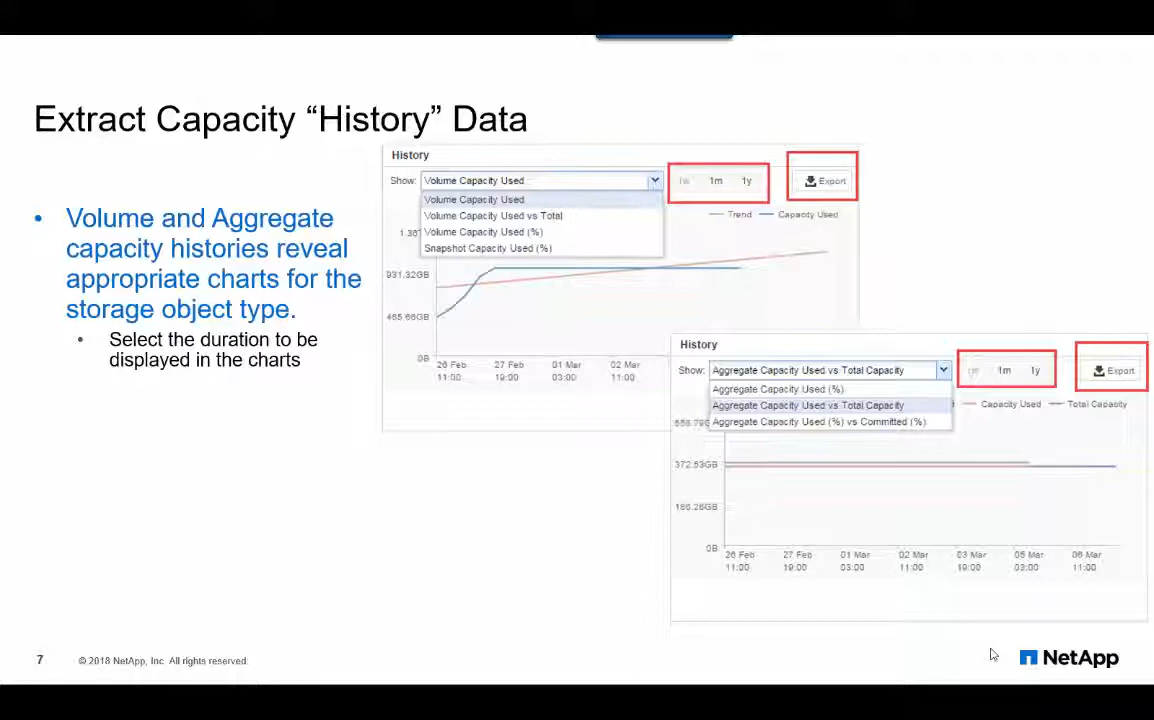 Extract Capacity “History” Data
• Volume and Aggregate
capacity histories reveal
appropriate charts for the
storage object type.
• Select the duration to be
displayed in the charts
History
Show: Volume Capacity Used 1w 1m 1y Export
Volume Capacity Used
Volume Capacity Used vs Total
Volume Capacity Used (%)
Snapshot Capacity Used (%)
Trend Capacity Used
931.32GB
465.66GB
0B
26 Feb 27 Feb 01 Mar 02 Mar
11:00 19:00 03:00 11:00
History
Show: Aggregate Capacity Used vs Total Capacity 1m 1y Export
Aggregate Capacity Used (%)
Aggregate Capacity Used vs Total Capacity
Aggregate Capacity Used (%) vs Committed (%)
Capacity Used Total Capacity
372.53GB
186.26GB
0B
26 Feb 27 Feb 01 Mar 02 Mar 03 Mar 05 Mar 06 Mar
11:00 19:00 03:00 11:00 19:00 03:00 11:00
7 © 2018 NetApp, Inc. All rights reserved.
NetApp